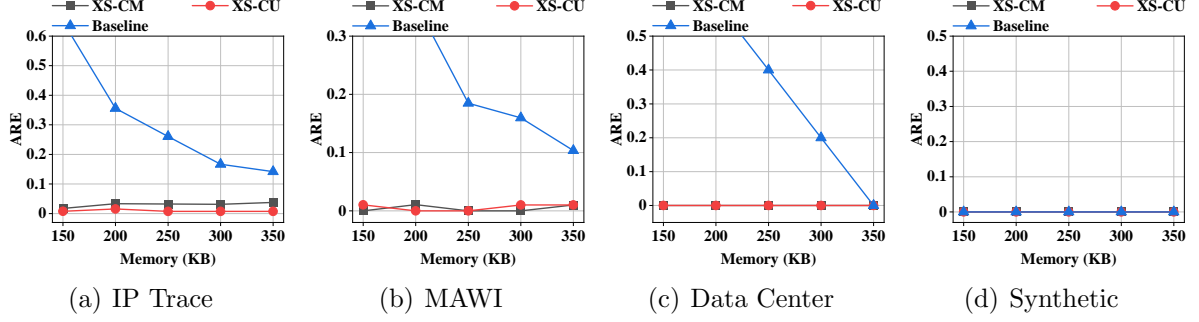 XS-CM XS-CU
Baseline
0.6
0.5
0.4
0.3
0.2
0.1
0
ARE
150 200 250 300 350
Memory (KB)
(a) IP Trace
XS-CM XS-CU
Baseline
0.3
0.2
0.1
0
ARE
150 200 250 300 350
Memory (KB)
(b) MAWI
XS-CM XS-CU
Baseline
0.5
0.4
0.3
0.2
0.1
0
ARE
150 200 250 300 350
Memory (KB)
(c) Data Center
XS-CM XS-CU
Baseline
0.5
0.4
0.3
0.2
0.1
0
ARE
150 200 250 300 350
Memory (KB)
(d) Synthetic